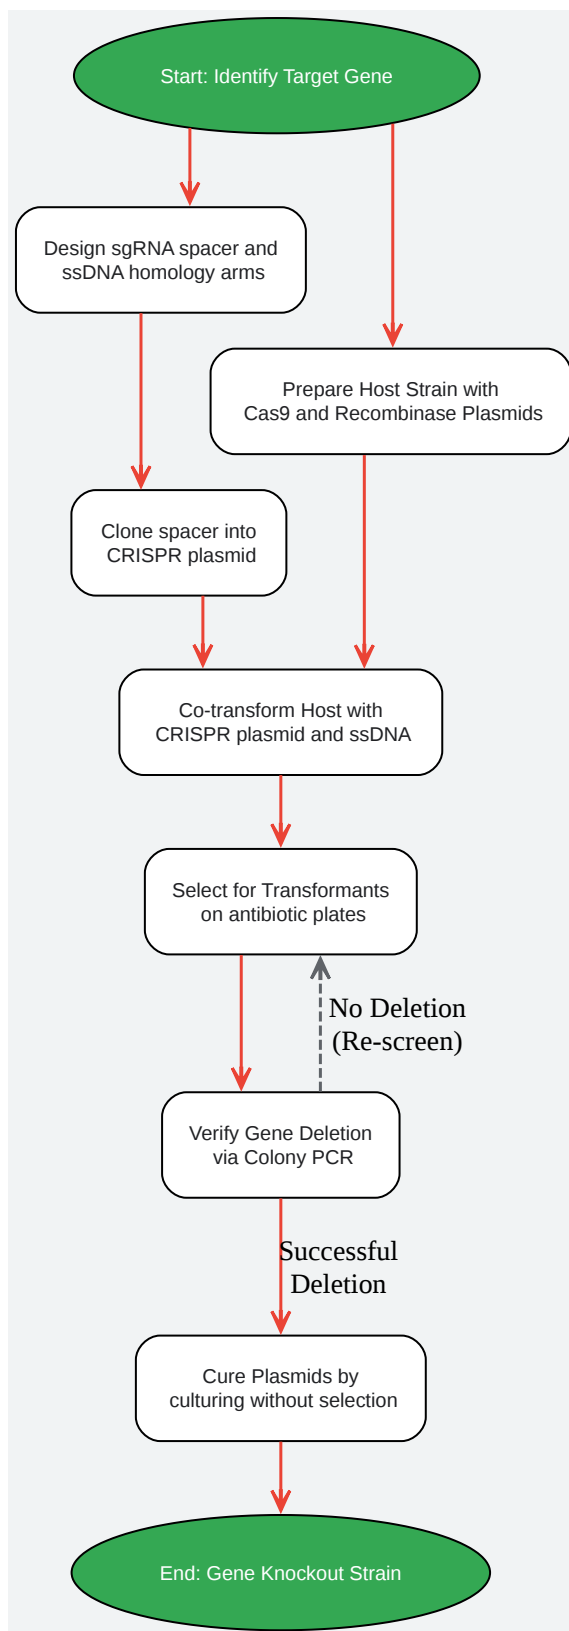 Start: Identify Target Gene
Design sgRNA spacer and
ssDNA homology arms
Prepare Host Strain with
Cas9 and Recombinase Plasmids
Clone spacer into
CRISPR plasmid
Co-transform Host with
CRISPR plasmid and ssDNA
Select for Transformants
on antibiotic plates
No Deletion
(Re-screen)
Verify Gene Deletion
via Colony PCR
Successful
Deletion
Cure Plasmids by
culturing without selection
End: Gene Knockout Strain